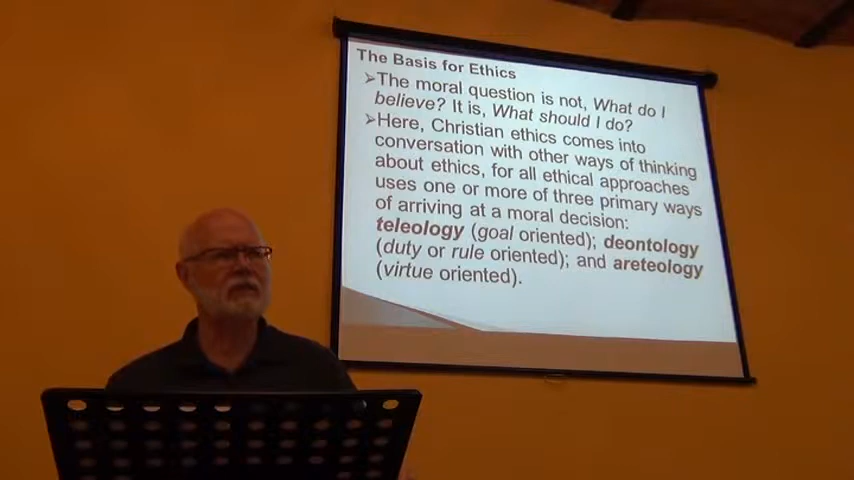 The Basis for Ethics
➢The moral question is not, What do I
believe? It is, What should I do?
➢Here, Christian ethics comes into
conversation with other ways of thinking
about ethics, for all ethical approaches
uses one or more of three primary ways
of arriving at a moral decision:
teleology (goal oriented); deontology
(duty or rule oriented); and areteology
(virtue oriented).